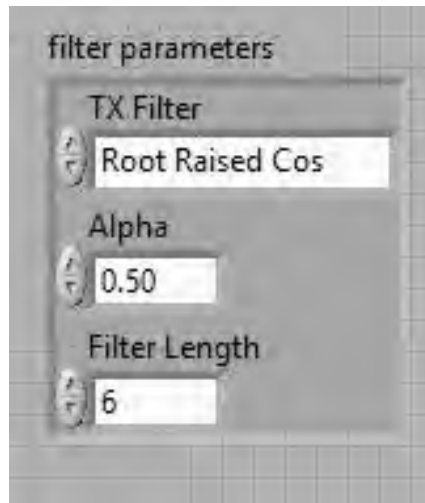 filter parameters
TX Filter
Root Raised Cos
Alpha
0.50
Filter Length
6